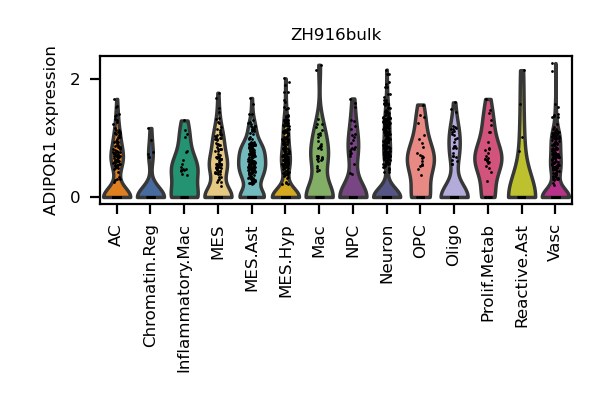 ZH916bulk
ADIPOR1 expression
2
0
AC
Chromatin.Reg
Inflammatory.Mac
MES
MES.Ast
MES.Hyp
Mac
NPC
Neuron
OPC
Oligo
Prolif.Metab
Reactive.Ast
Vasc